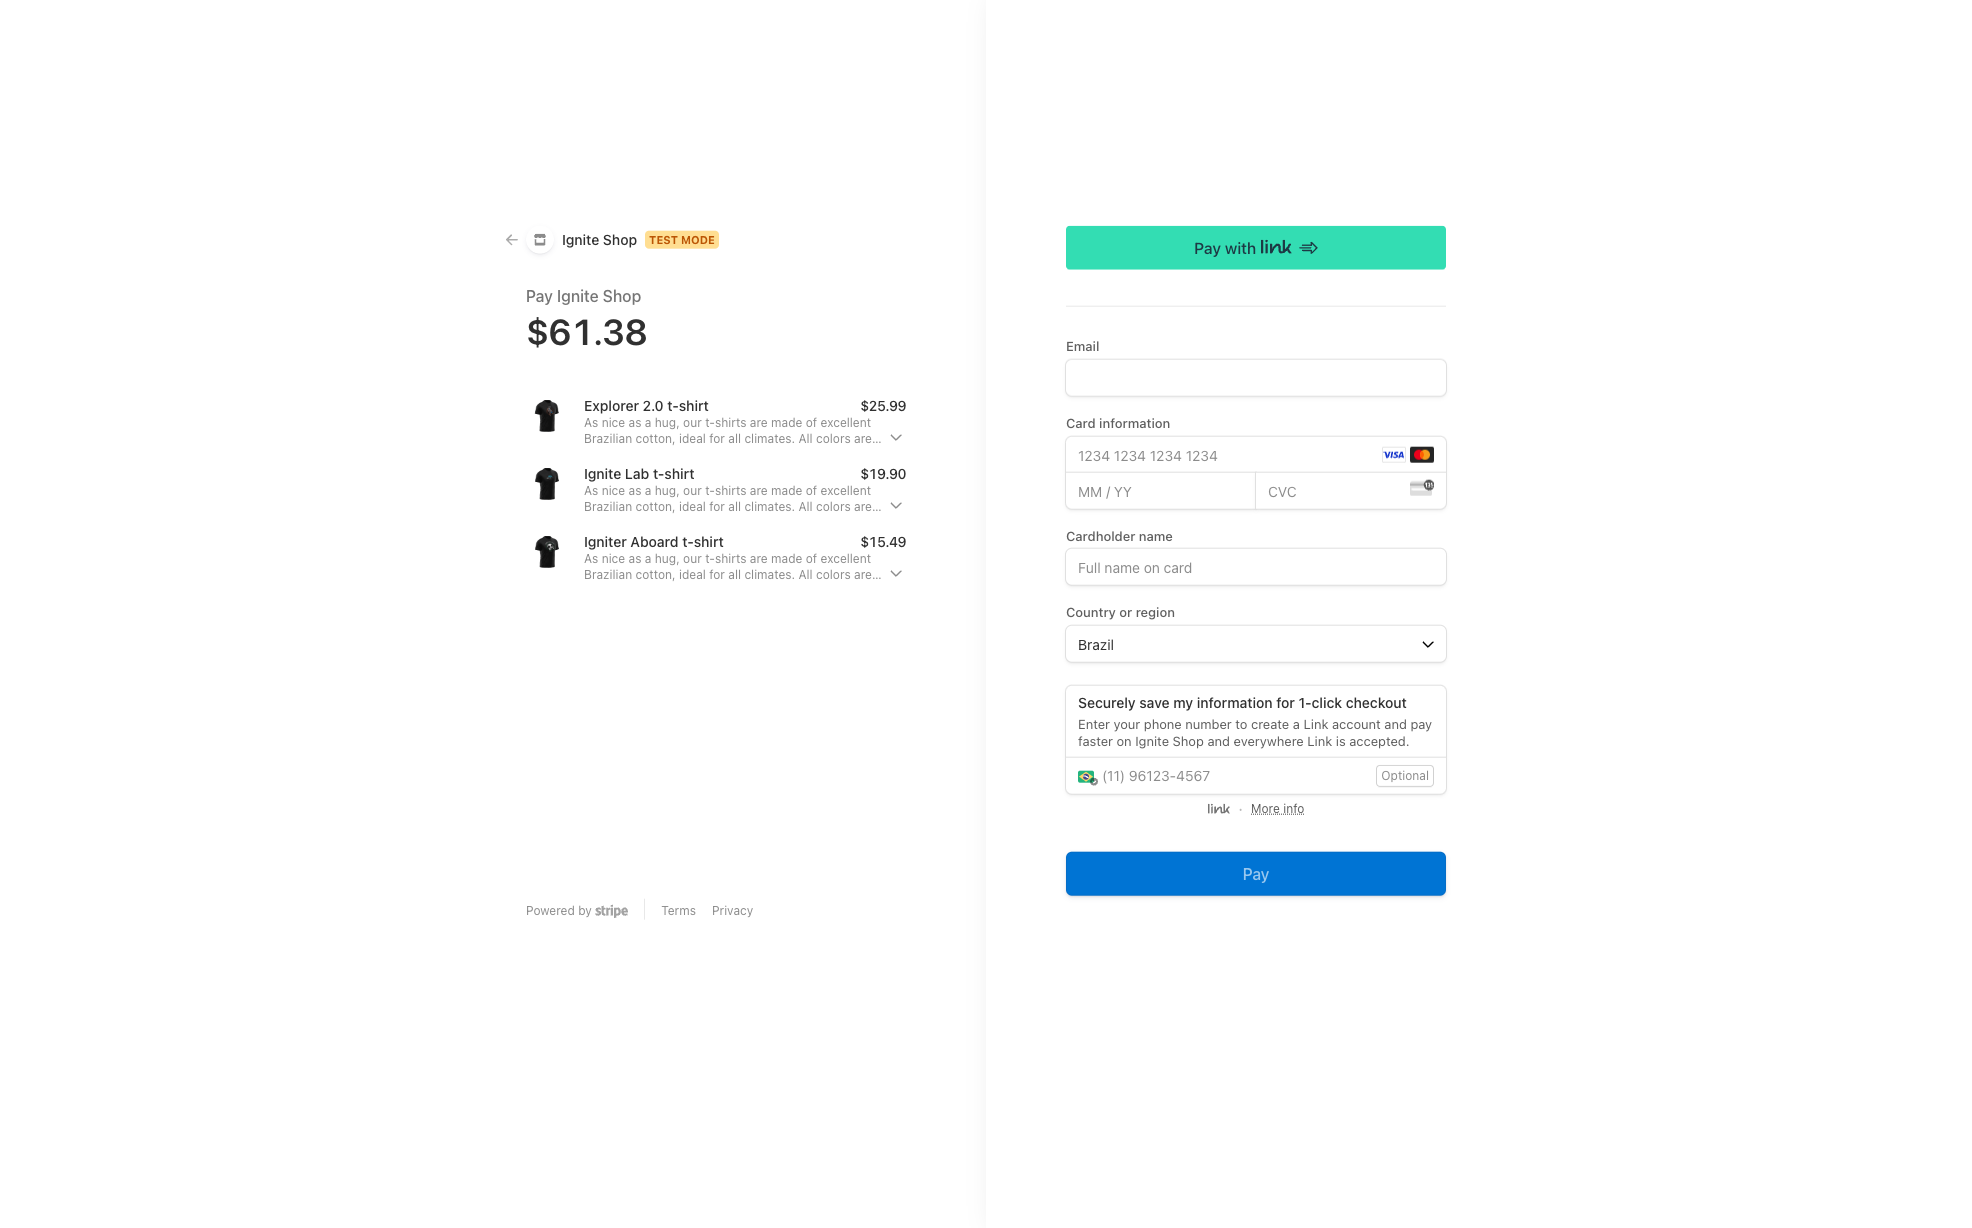 Ignite Shop TEST MODE
Pay Ignite Shop
$61.38
Explorer 2.0 t-shirt $25.99
As nice as a hug, our t-shirts are made of excellent
Brazilian cotton, ideal for all climates. All colors are...
Ignite Lab t-shirt $19.90
As nice as a hug, our t-shirts are made of excellent
Brazilian cotton, ideal for all climates. All colors are...
Igniter Aboard t-shirt $15.49
As nice as a hug, our t-shirts are made of excellent
Brazilian cotton, ideal for all climates. All colors are...
Powered by stripe Terms Privacy
Pay with link
Email
Card information
1234 1234 1234 1234 VISA
MM / YY CVC
Cardholder name
Full name on card
Country or region
Brazil
Securely save my information for 1-click checkout
Enter your phone number to create a Link account and pay
faster on Ignite Shop and everywhere Link is accepted.
(11) 96123-4567 Optional
link · More info
Pay